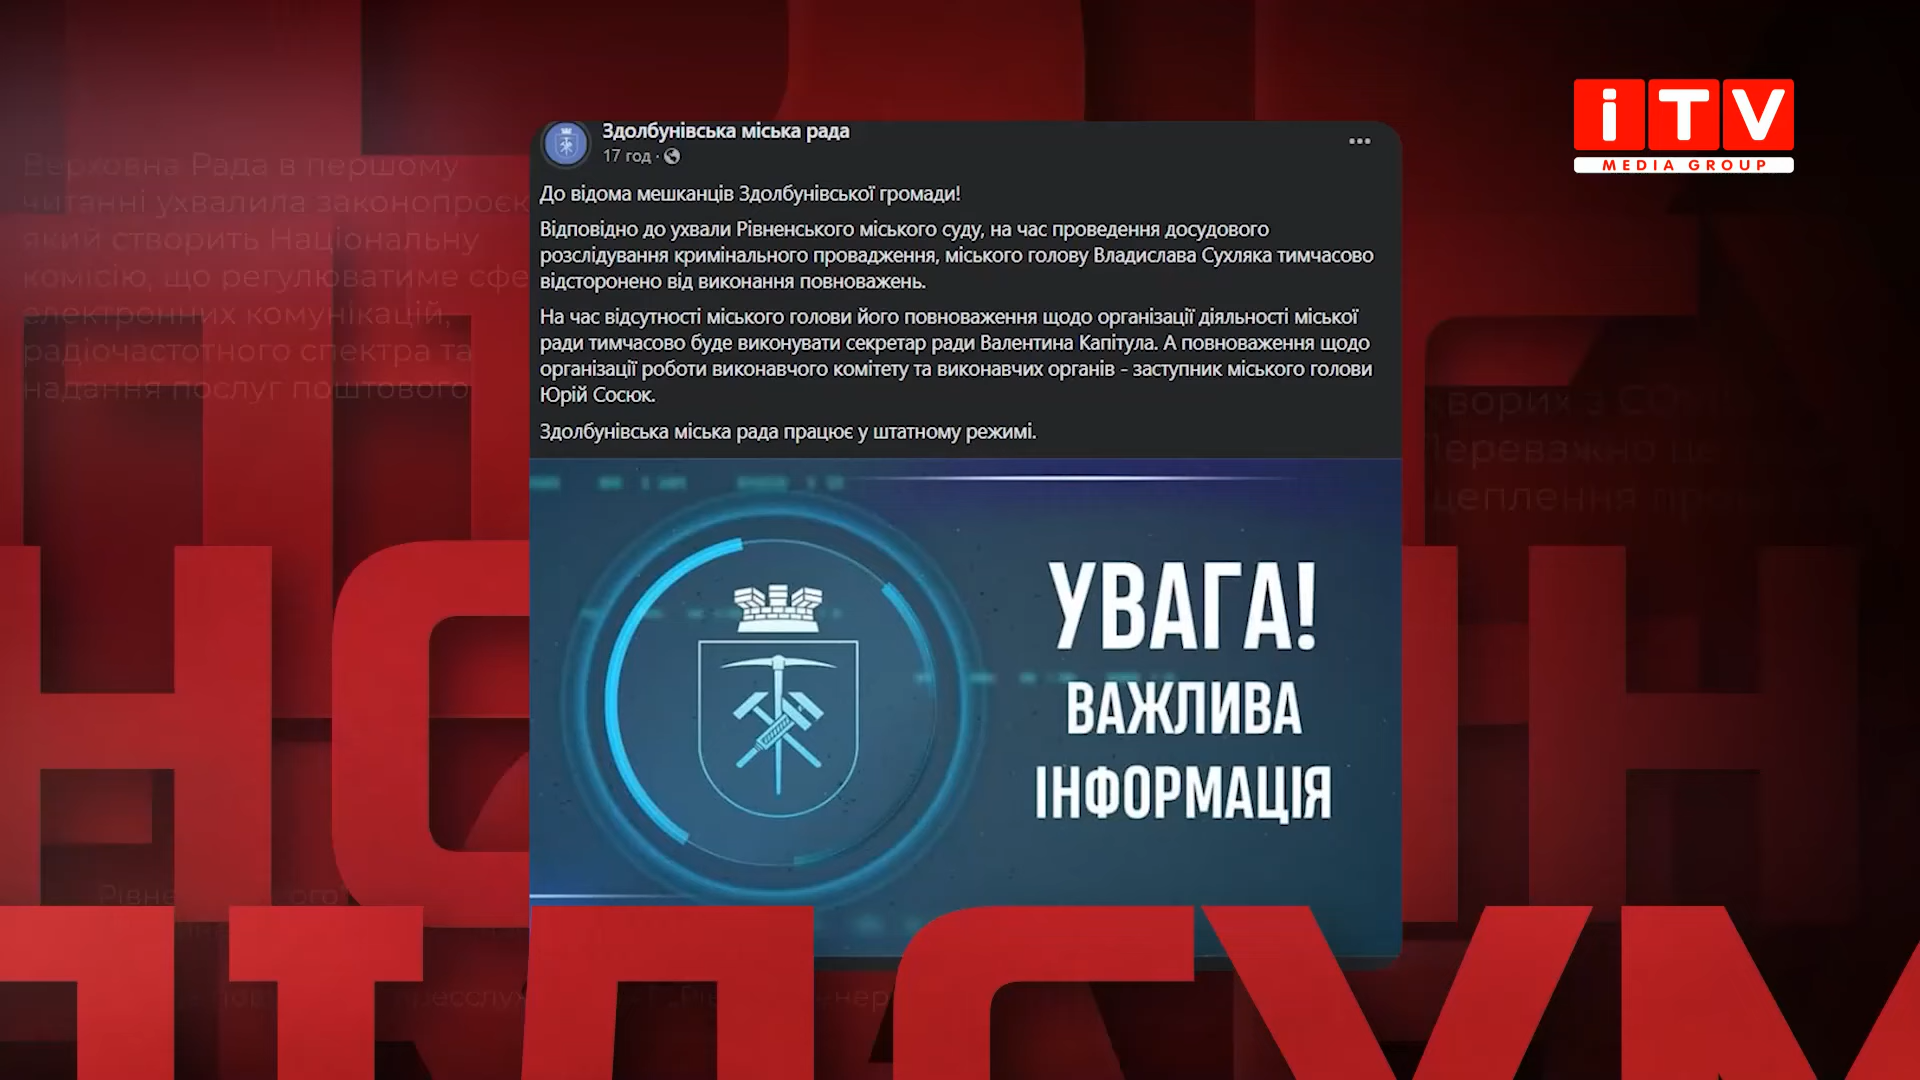 iTV
MEDIA GROUP
Здолбунівська міська рада
17 год ·
До відома мешканців Здолбунівської громади!
Відповідно до ухвали Рівненського міського суду, на час проведення досудового
розслідування кримінального провадження, міського голову Владислава Сухляка тимчасово
відсторонено від виконання повноважень.
На час відсутності міського голови його повноваження щодо організації діяльності міської
ради тимчасово буде виконувати секретар ради Валентина Капітула. А повноваження щодо
організації роботи виконавчого комітету та виконавчих органів - заступник міського голови
Юрій Сосюк.
Здолбунівська міська рада працює у штатному режимі.
УВАГА!
ВАЖЛИВА
ІНФОРМАЦІЯ
Верховна Рада в першому
читанні ухвалила законопроєк
який створить Національну
комісію, що регулюватиме сфе
електронних комунікацій,
радіочастотного спектра та
надання послуг поштового
Переважно це
ПІДСУМ